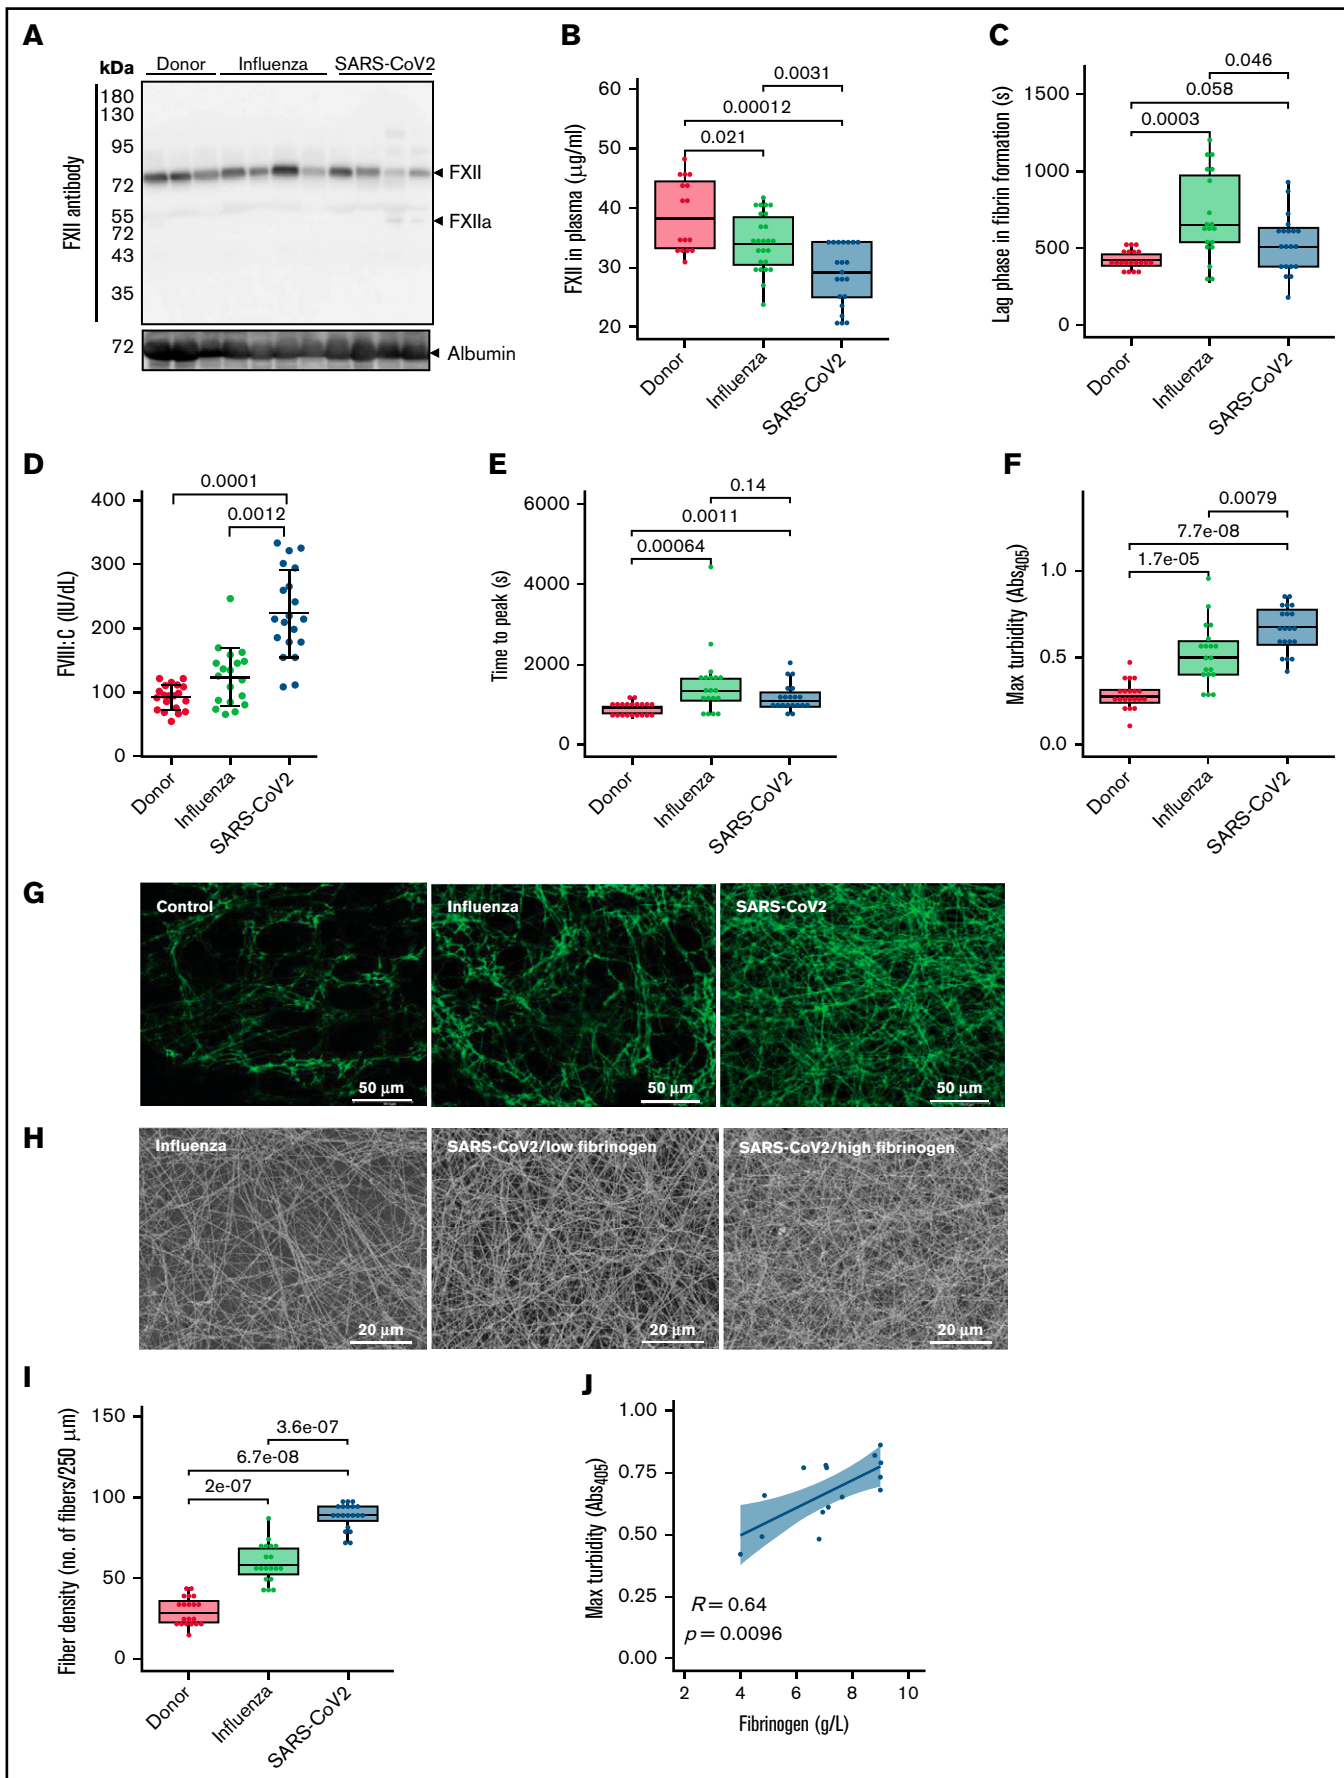 A
Donor
Influenza
SARS-CoV2
kDa
180
130
95
72
55
72
43
35
72
FXII antibody
FXII
FXIIa
Albumin
B
FXII in plasma (μg/ml)
60
50
40
30
20
0.0031
0.00012
0.021
Donor
Influenza
SARS-CoV2
C
Lag phase in fibrin formation (s)
1500
1000
500
0
0.046
0.058
0.0003
Donor
Influenza
SARS-CoV2
D
FVIII:C (IU/dL)
400
300
200
100
0
0.0001
0.0012
Donor
Influenza
SARS-CoV2
E
Time to peak (s)
6000
4000
2000
0
0.14
0.0011
0.00064
Donor
Influenza
SARS-CoV2
F
Max turbidity (Abs405)
1.0
0.5
0.0
0.0079
7.7e-08
1.7e-05
Donor
Influenza
SARS-CoV2
G
Control
50 μm
Influenza
50 μm
SARS-CoV2
50 μm
H
Influenza
20 μm
SARS-CoV2/low fibrinogen
20 μm
SARS-CoV2/high fibrinogen
20 μm
I
Fiber density (no. of fibers/250 μm)
150
100
50
0
3.6e-07
6.7e-08
2e-07
Donor
Influenza
SARS-CoV2
J
Max turbidity (Abs405)
1.00
0.75
0.50
0.25
0.00
R = 0.64
p = 0.0096
2
4
6
8
10
Fibrinogen (g/L)